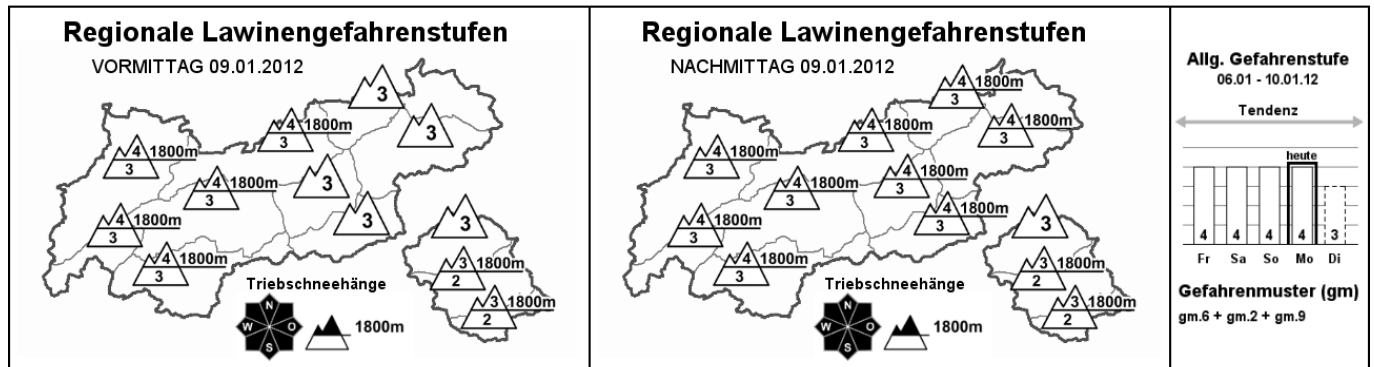 Regionale Lawinengefahrenstufen
VORMITTAG 09.01.2012
3
4 1800m
3
3
4 1800m
3
3
4 1800m
3
3
4 1800m
3
4 1800m
3
3
3 1800m
2
3 1800m
2
Triebschneehänge
N
W O
S
1800m
Regionale Lawinengefahrenstufen
NACHMITTAG 09.01.2012
4 1800m
3
4 1800m
3
4 1800m
3
4 1800m
3
4 1800m
3
4 1800m
3
4 1800m
3
4 1800m
3
4 1800m
3
3
3 1800m
2
3 1800m
2
Triebschneehänge
N
W O
S
1800m
Allg. Gefahrenstufe
06.01 - 10.01.12
Tendenz
heute
4 4 4 4 3
Fr Sa So Mo Di
Gefahrenmuster (gm)
gm.6 + gm.2 + gm.9